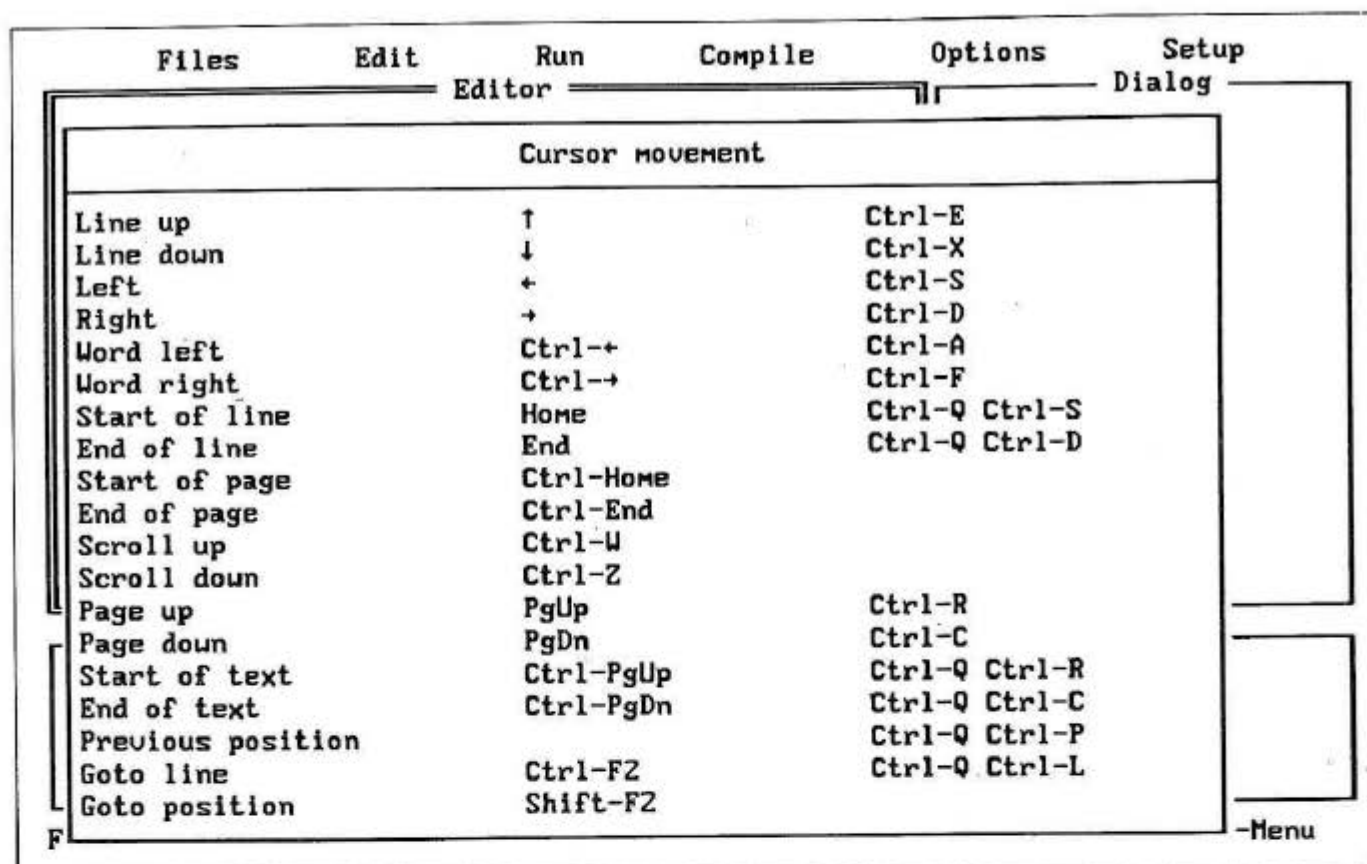 Files Edit Run Compile Options Setup
Editor Dialog
Cursor movement
Line up ↑ Ctrl-E
Line down ↓ Ctrl-X
Left ← Ctrl-S
Right → Ctrl-D
Word left Ctrl-← Ctrl-A
Word right Ctrl-→ Ctrl-F
Start of line Home Ctrl-Q Ctrl-S
End of line End Ctrl-Q Ctrl-D
Start of page Ctrl-Home
End of page Ctrl-End
Scroll up Ctrl-W
Scroll down Ctrl-Z
Page up PgUp Ctrl-R
Page down PgDn Ctrl-C
Start of text Ctrl-PgUp Ctrl-Q Ctrl-R
End of text Ctrl-PgDn Ctrl-Q Ctrl-C
Previous position Ctrl-Q Ctrl-P
Goto line Ctrl-F2 Ctrl-Q Ctrl-L
Goto position Shift-F2
F -Menu